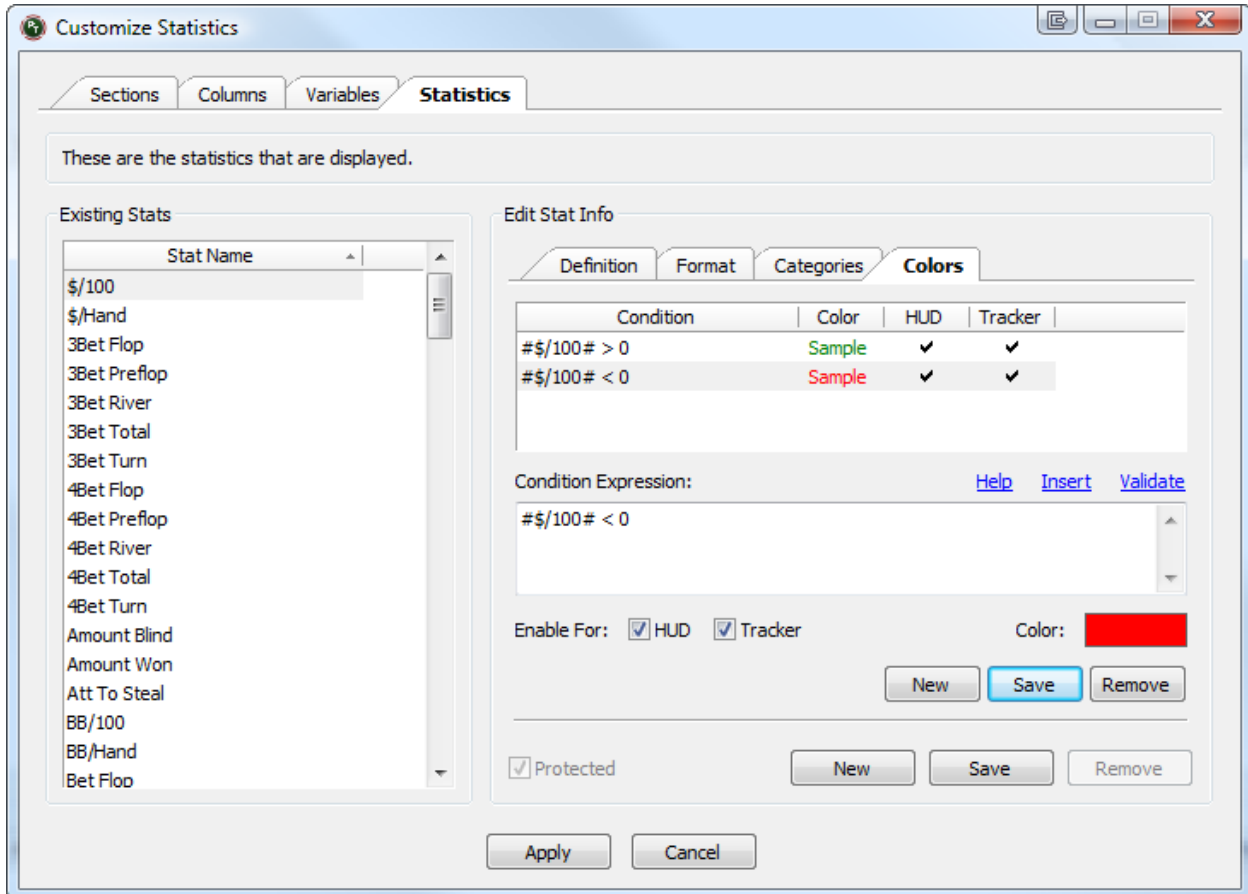 Customize Statistics
Sections Columns Variables Statistics
These are the statistics that are displayed.
Existing Stats
Stat Name
$/100
$/Hand
3Bet Flop
3Bet Preflop
3Bet River
3Bet Total
3Bet Turn
4Bet Flop
4Bet Preflop
4Bet River
4Bet Total
4Bet Turn
Amount Blind
Amount Won
Att To Steal
BB/100
BB/Hand
Bet Flop
Edit Stat Info
Definition Format Categories Colors
Condition Color HUD Tracker
#$/100# > 0 Sample ✔ ✔
#$/100# < 0 Sample ✔ ✔
Condition Expression: Help Insert Validate
#$/100# < 0
Enable For: HUD Tracker Color:
New Save Remove
Protected New Save Remove
Apply Cancel